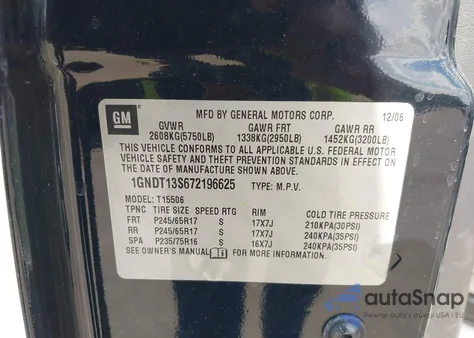 GM
MFD BY GENERAL MOTORS CORP. 12/06
GVWR GAWR FRT GAWR RR
2608KG(5750LB) 1338KG(2950LB) 1452KG(3200LB)
THIS VEHICLE CONFORMS TO ALL APPLICABLE U.S. FEDERAL MOTOR
VEHICLE SAFETY AND THEFT PREVENTION STANDARDS IN EFFECT ON
THE DATE OF MANUFACTURE SHOWN ABOVE.
1GNDT13S672196625 TYPE: M.P.V.
MODEL: T15506
TPNC TIRE SIZE SPEED RTG RIM COLD TIRE PRESSURE
FRT P245/65R17 S 17X7J 210KPA(30PSI)
RR P245/65R17 S 17X7J 240KPA(35PSI)
SPA P235/75R16 S 16X7J 240KPA(35PSI)
SEE OWNER'S MANUAL FOR MORE INFORMATION.
autoSnap